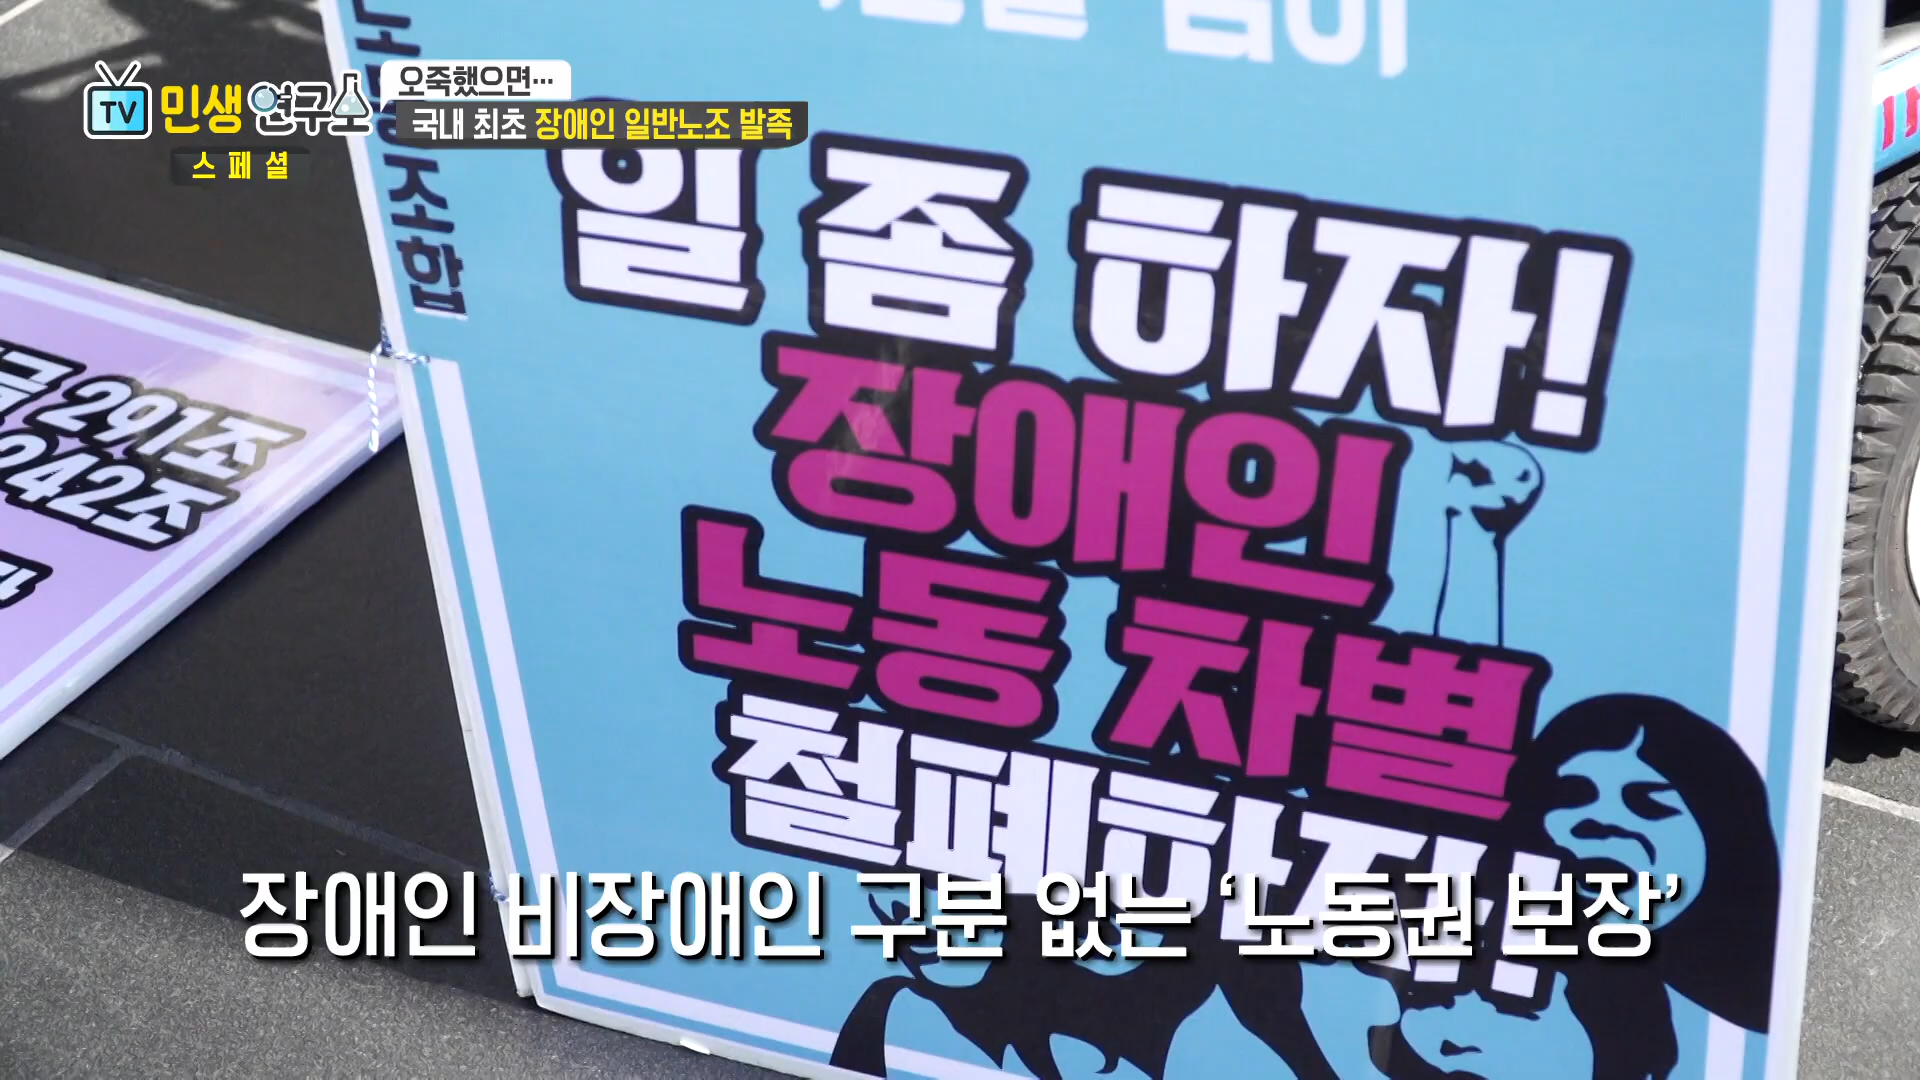 TV 민생연구소
스페셜
오죽했으면...
국내 최초 장애인 일반노조 발족
조합
291조
242조
일 좀 하자!
장애인
노동 차별
철폐하자!
장애인 비장애인 구분 없는 ‘노동권 보장’